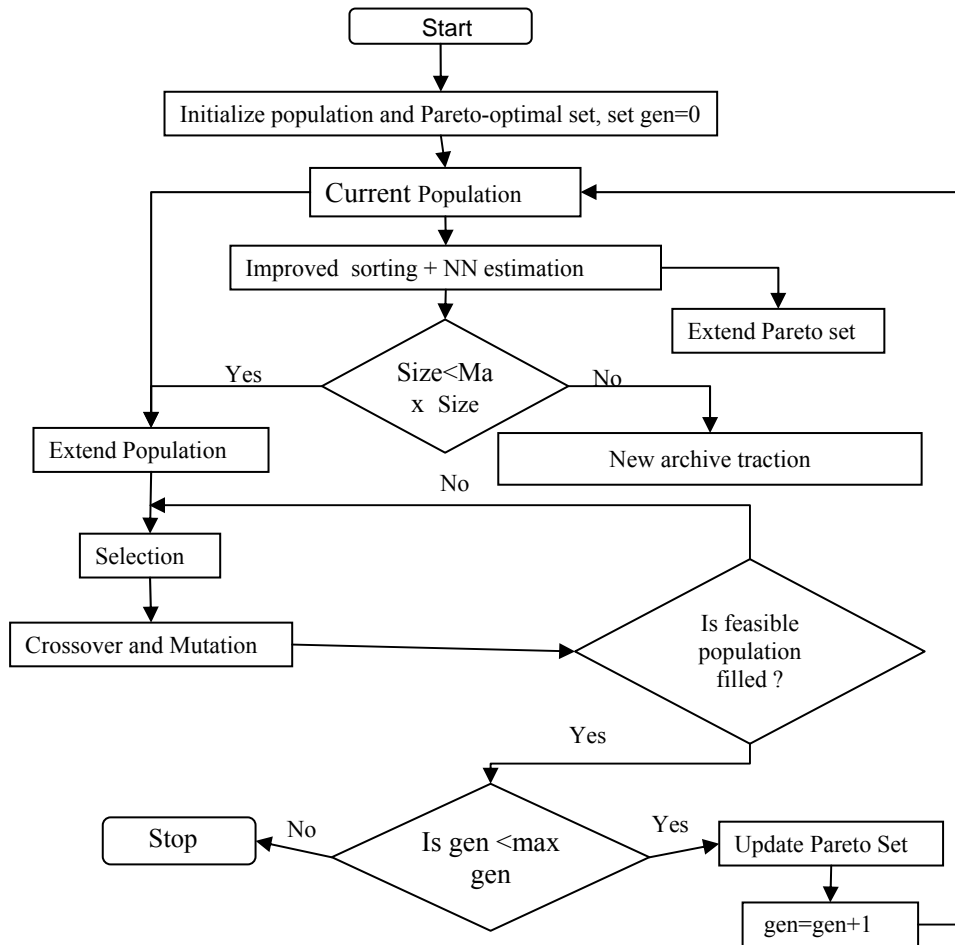 Start
Initialize population and Pareto-optimal set, set gen=0
Current Population
Improved sorting + NN estimation
Extend Pareto set
Size<Ma
x Size
Yes
No
Extend Population
New archive traction
No
Selection
Crossover and Mutation
Is feasible
population
filled ?
Yes
Is gen <max
gen
No
Stop
Yes
Update Pareto Set
gen=gen+1